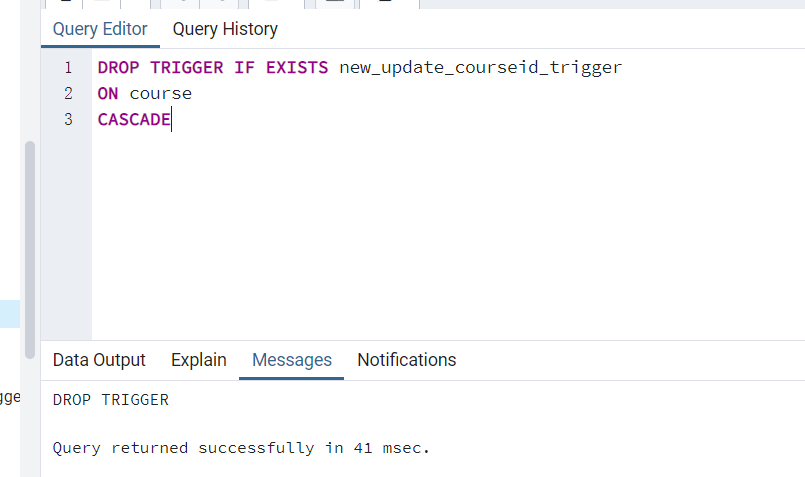 Query Editor Query History
1 DROP TRIGGER IF EXISTS new_update_courseid_trigger
2 ON course
3 CASCADE
Data Output Explain Messages Notifications
DROP TRIGGER
Query returned successfully in 41 msec.